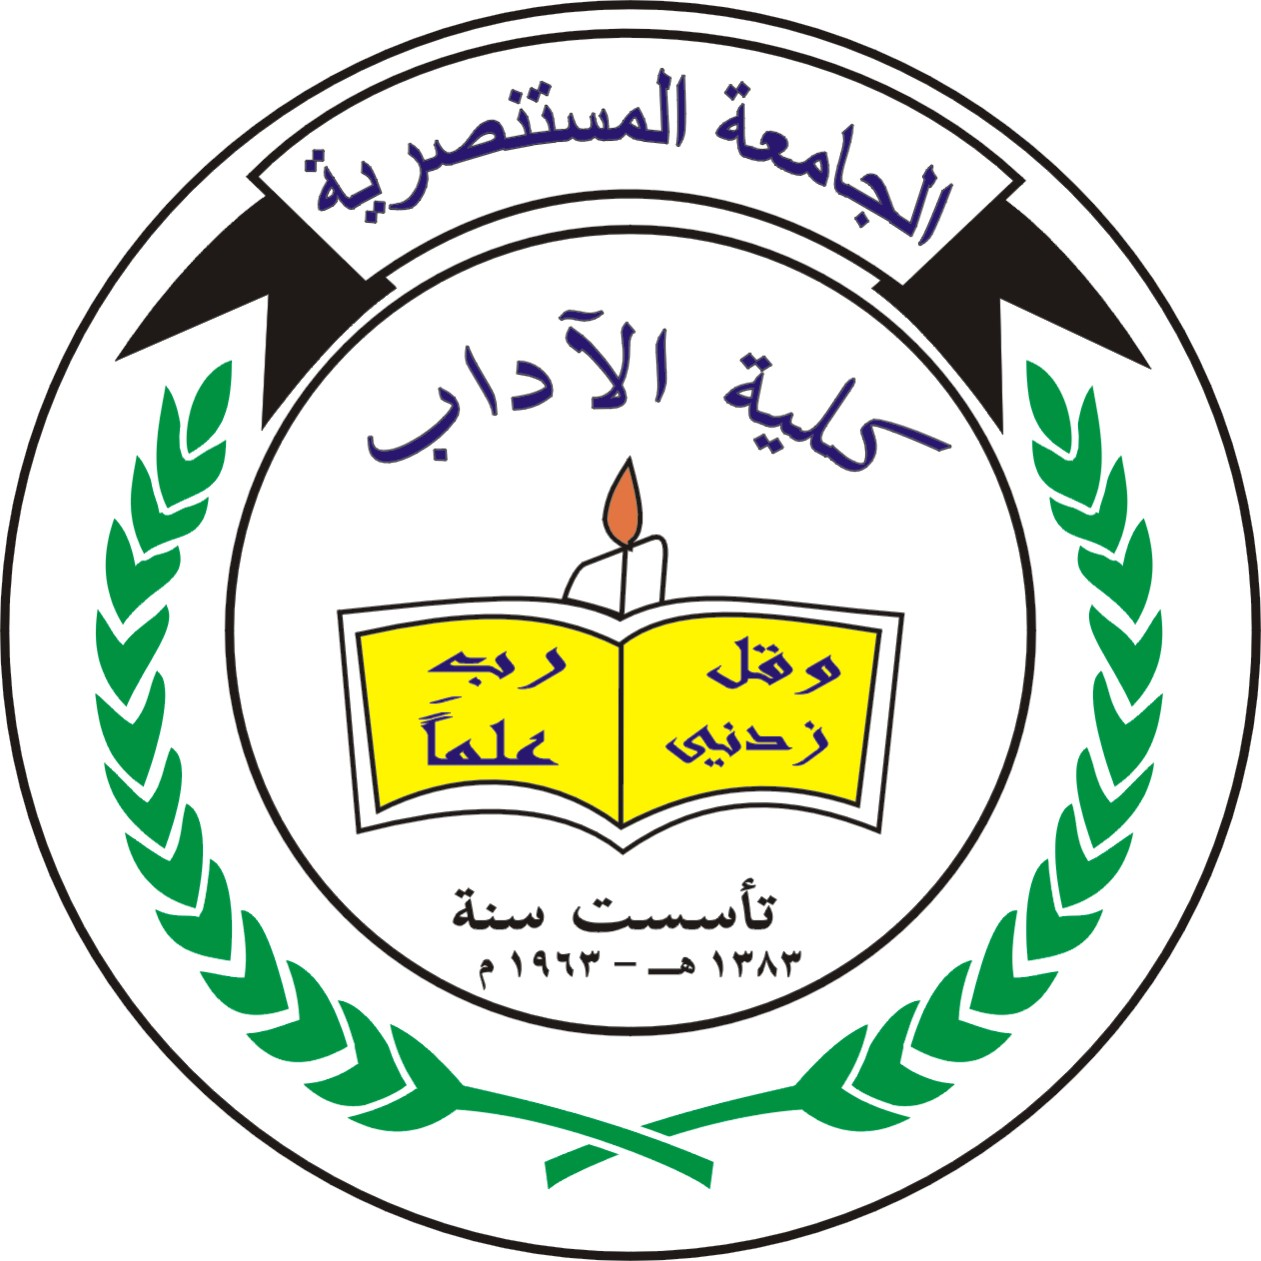 الجامعة المستنصرية
كلية الآداب
وقل رب
زدني علماً
تأسست سنة
١٣٨٣ هـ - ١٩٦٣ م